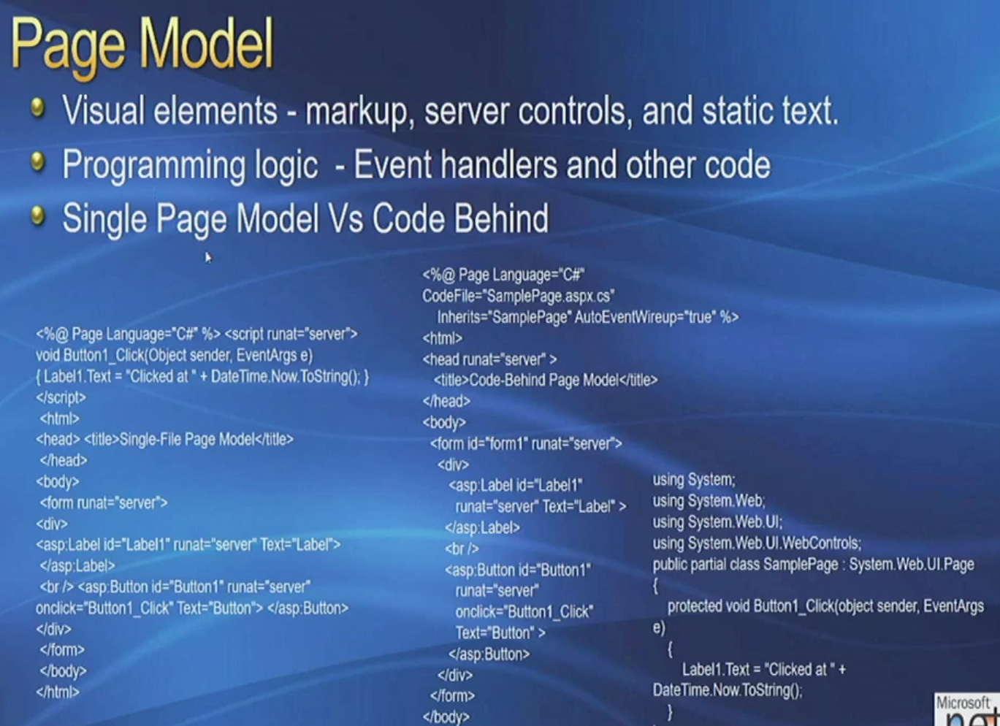 Page Model
Visual elements - markup, server controls, and static text.
Programming logic - Event handlers and other code
Single Page Model Vs Code Behind
<%@ Page Language="C#" %> <script runat="server">
void Button1_Click(Object sender, EventArgs e)
{ Label1.Text = "Clicked at " + DateTime.Now.ToString(); }
</script>
<html>
<head> <title>Single-File Page Model</title>
</head>
<body>
<form runat="server">
<div>
<asp:Label id="Label1" runat="server" Text="Label">
</asp:Label>
<br /> <asp:Button id="Button1" runat="server"
onclick="Button1_Click" Text="Button"> </asp:Button>
</div>
</form>
</body>
</html>
<%@ Page Language="C#"
CodeFile="SamplePage.aspx.cs"
Inherits="SamplePage" AutoEventWireup="true" %>
<html>
<head runat="server" >
<title>Code-Behind Page Model</title>
</head>
<body>
<form id="form1" runat="server">
<div>
<asp:Label id="Label1"
runat="server" Text="Label" >
</asp:Label>
<br />
<asp:Button id="Button1"
runat="server"
onclick="Button1_Click"
Text="Button" >
</asp:Button>
</div>
</form>
</body>
using System;
using System.Web;
using System.Web.UI;
using System.Web.UI.WebControls;
public partial class SamplePage : System.Web.UI.Page
{
protected void Button1_Click(object sender, EventArgs
e)
{
Label1.Text = "Clicked at " +
DateTime.Now.ToString();
}
Microsoft